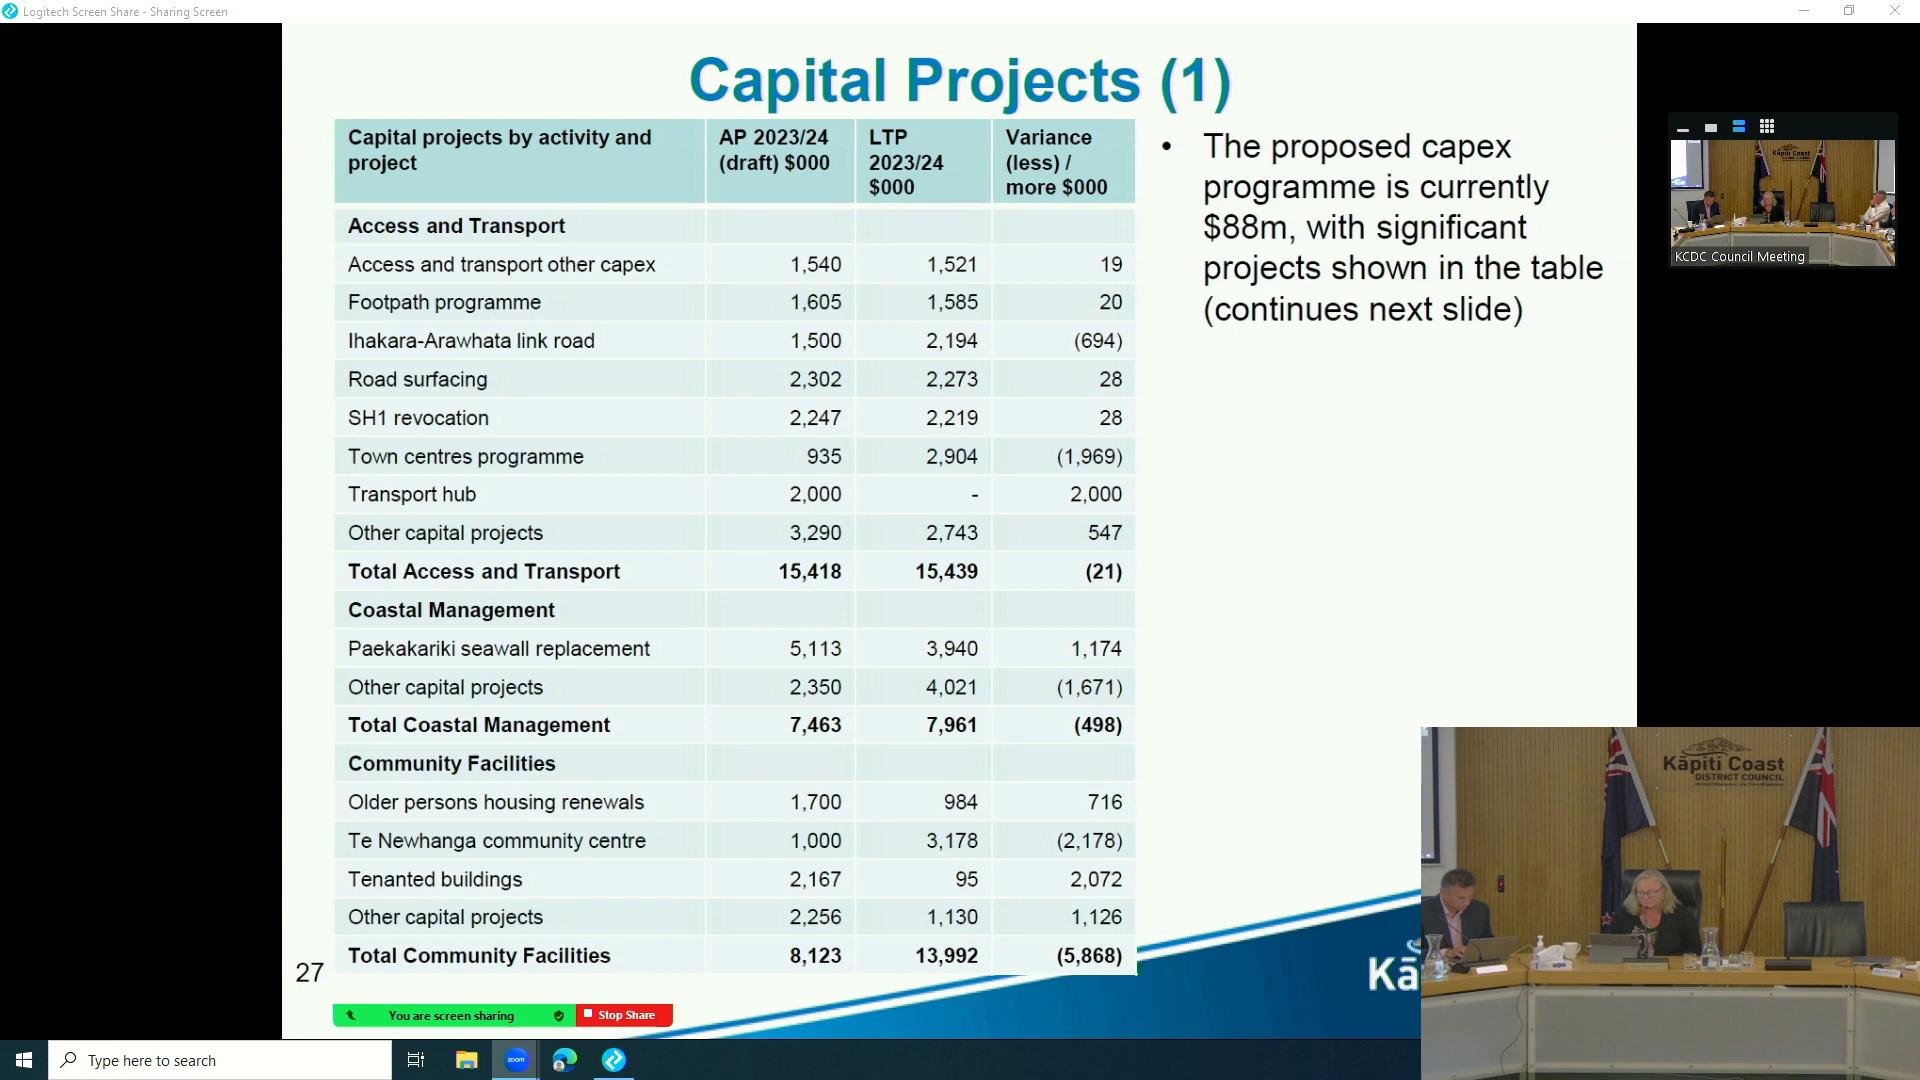 Logitech Screen Share - Sharing Screen
Capital Projects (1)
Capital projects by activity and project | AP 2023/24 (draft) $000 | LTP 2023/24 $000 | Variance (less) / more $000
Access and Transport
Access and transport other capex 1,540 1,521 19
Footpath programme 1,605 1,585 20
Ihakara-Arawhata link road 1,500 2,194 (694)
Road surfacing 2,302 2,273 28
SH1 revocation 2,247 2,219 28
Town centres programme 935 2,904 (1,969)
Transport hub 2,000 - 2,000
Other capital projects 3,290 2,743 547
Total Access and Transport 15,418 15,439 (21)
Coastal Management
Paekakariki seawall replacement 5,113 3,940 1,174
Other capital projects 2,350 4,021 (1,671)
Total Coastal Management 7,463 7,961 (498)
Community Facilities
Older persons housing renewals 1,700 984 716
Te Newhanga community centre 1,000 3,178 (2,178)
Tenanted buildings 2,167 95 2,072
Other capital projects 2,256 1,130 1,126
Total Community Facilities 8,123 13,992 (5,868)
• The proposed capex
programme is currently
$88m, with significant
projects shown in the table
(continues next slide)
27
Kā
Kāpiti Coast
KCDC Council Meeting
Kāpiti Coast
DISTRICT COUNCIL
You are screen sharing
Stop Share
Type here to search
zoom